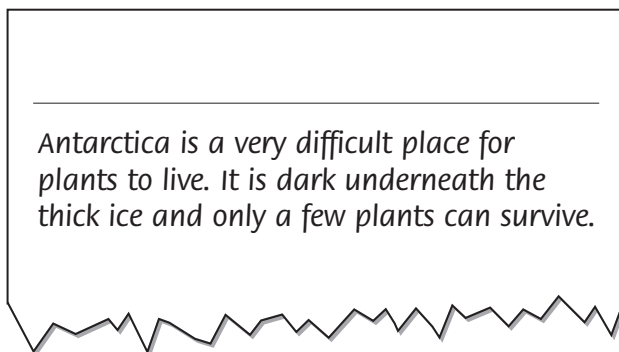 Antarctica is a very difficult place for
plants to live. It is dark underneath the
thick ice and only a few plants can survive.